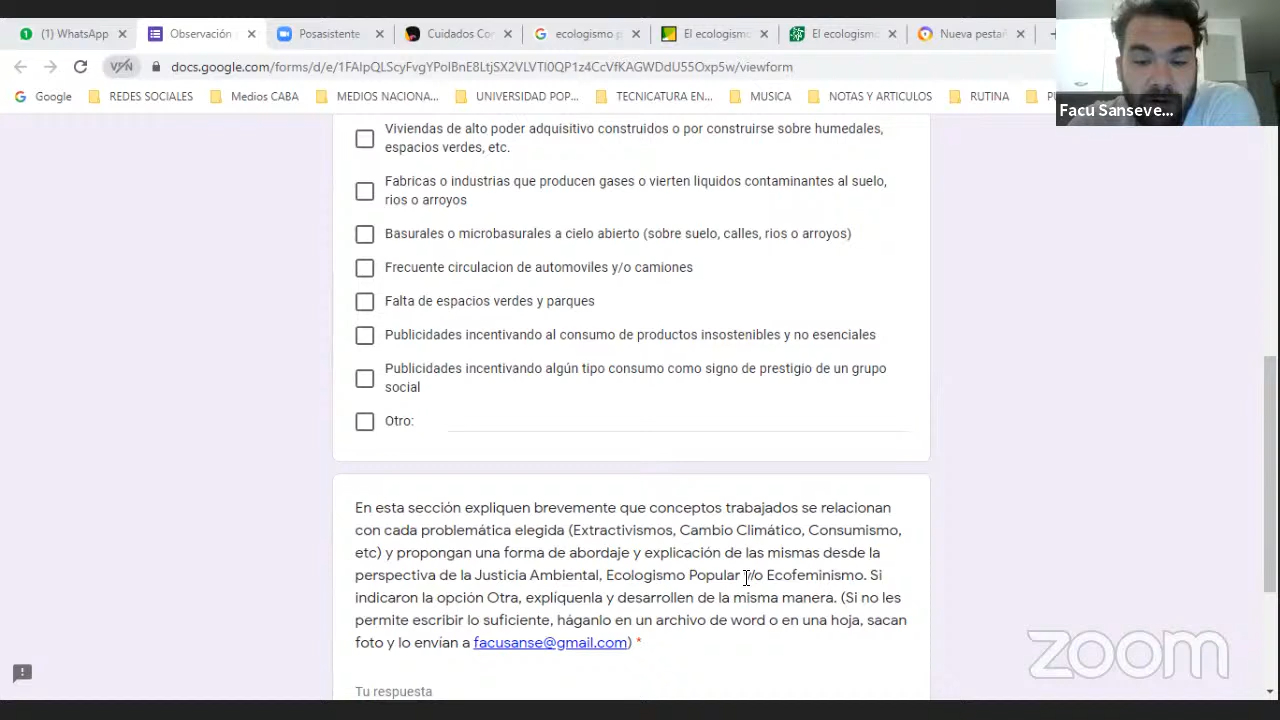 (1) WhatsApp
Observación
Posasistente
Cuidados Cor
ecologismo p
El ecologismo
El ecologismo
Nueva pestañ
VPN
docs.google.com/forms/d/e/
/viewform
Google
REDES SOCIALES
Medios CABA
MEDIOS NACIONA...
UNIVERSIDAD POP...
TECNICATURA EN...
MUSICA
NOTAS Y ARTICULOS
RUTINA
Facu Sanseve...
Viviendas de alto poder adquisitivo construidos o por construirse sobre humedales,
espacios verdes, etc.
Fabricas o industrias que producen gases o vierten liquidos contaminantes al suelo,
rios o arroyos
Basurales o microbasurales a cielo abierto (sobre suelo, calles, rios o arroyos)
Frecuente circulacion de automoviles y/o camiones
Falta de espacios verdes y parques
Publicidades incentivando al consumo de productos insostenibles y no esenciales
Publicidades incentivando algún tipo consumo como signo de prestigio de un grupo
social
Otro:
En esta sección expliquen brevemente que conceptos trabajados se relacionan
con cada problemática elegida (Extractivismos, Cambio Climático, Consumismo,
etc) y propongan una forma de abordaje y explicación de las mismas desde la
perspectiva de la Justicia Ambiental, Ecologismo Popular y/o Ecofeminismo. Si
indicaron la opción Otra, explíquenla y desarrollen de la misma manera. (Si no les
permite escribir lo suficiente, háganlo en un archivo de word o en una hoja, sacan
foto y lo envían a facusanse@gmail.com) *
Tu respuesta
zoom